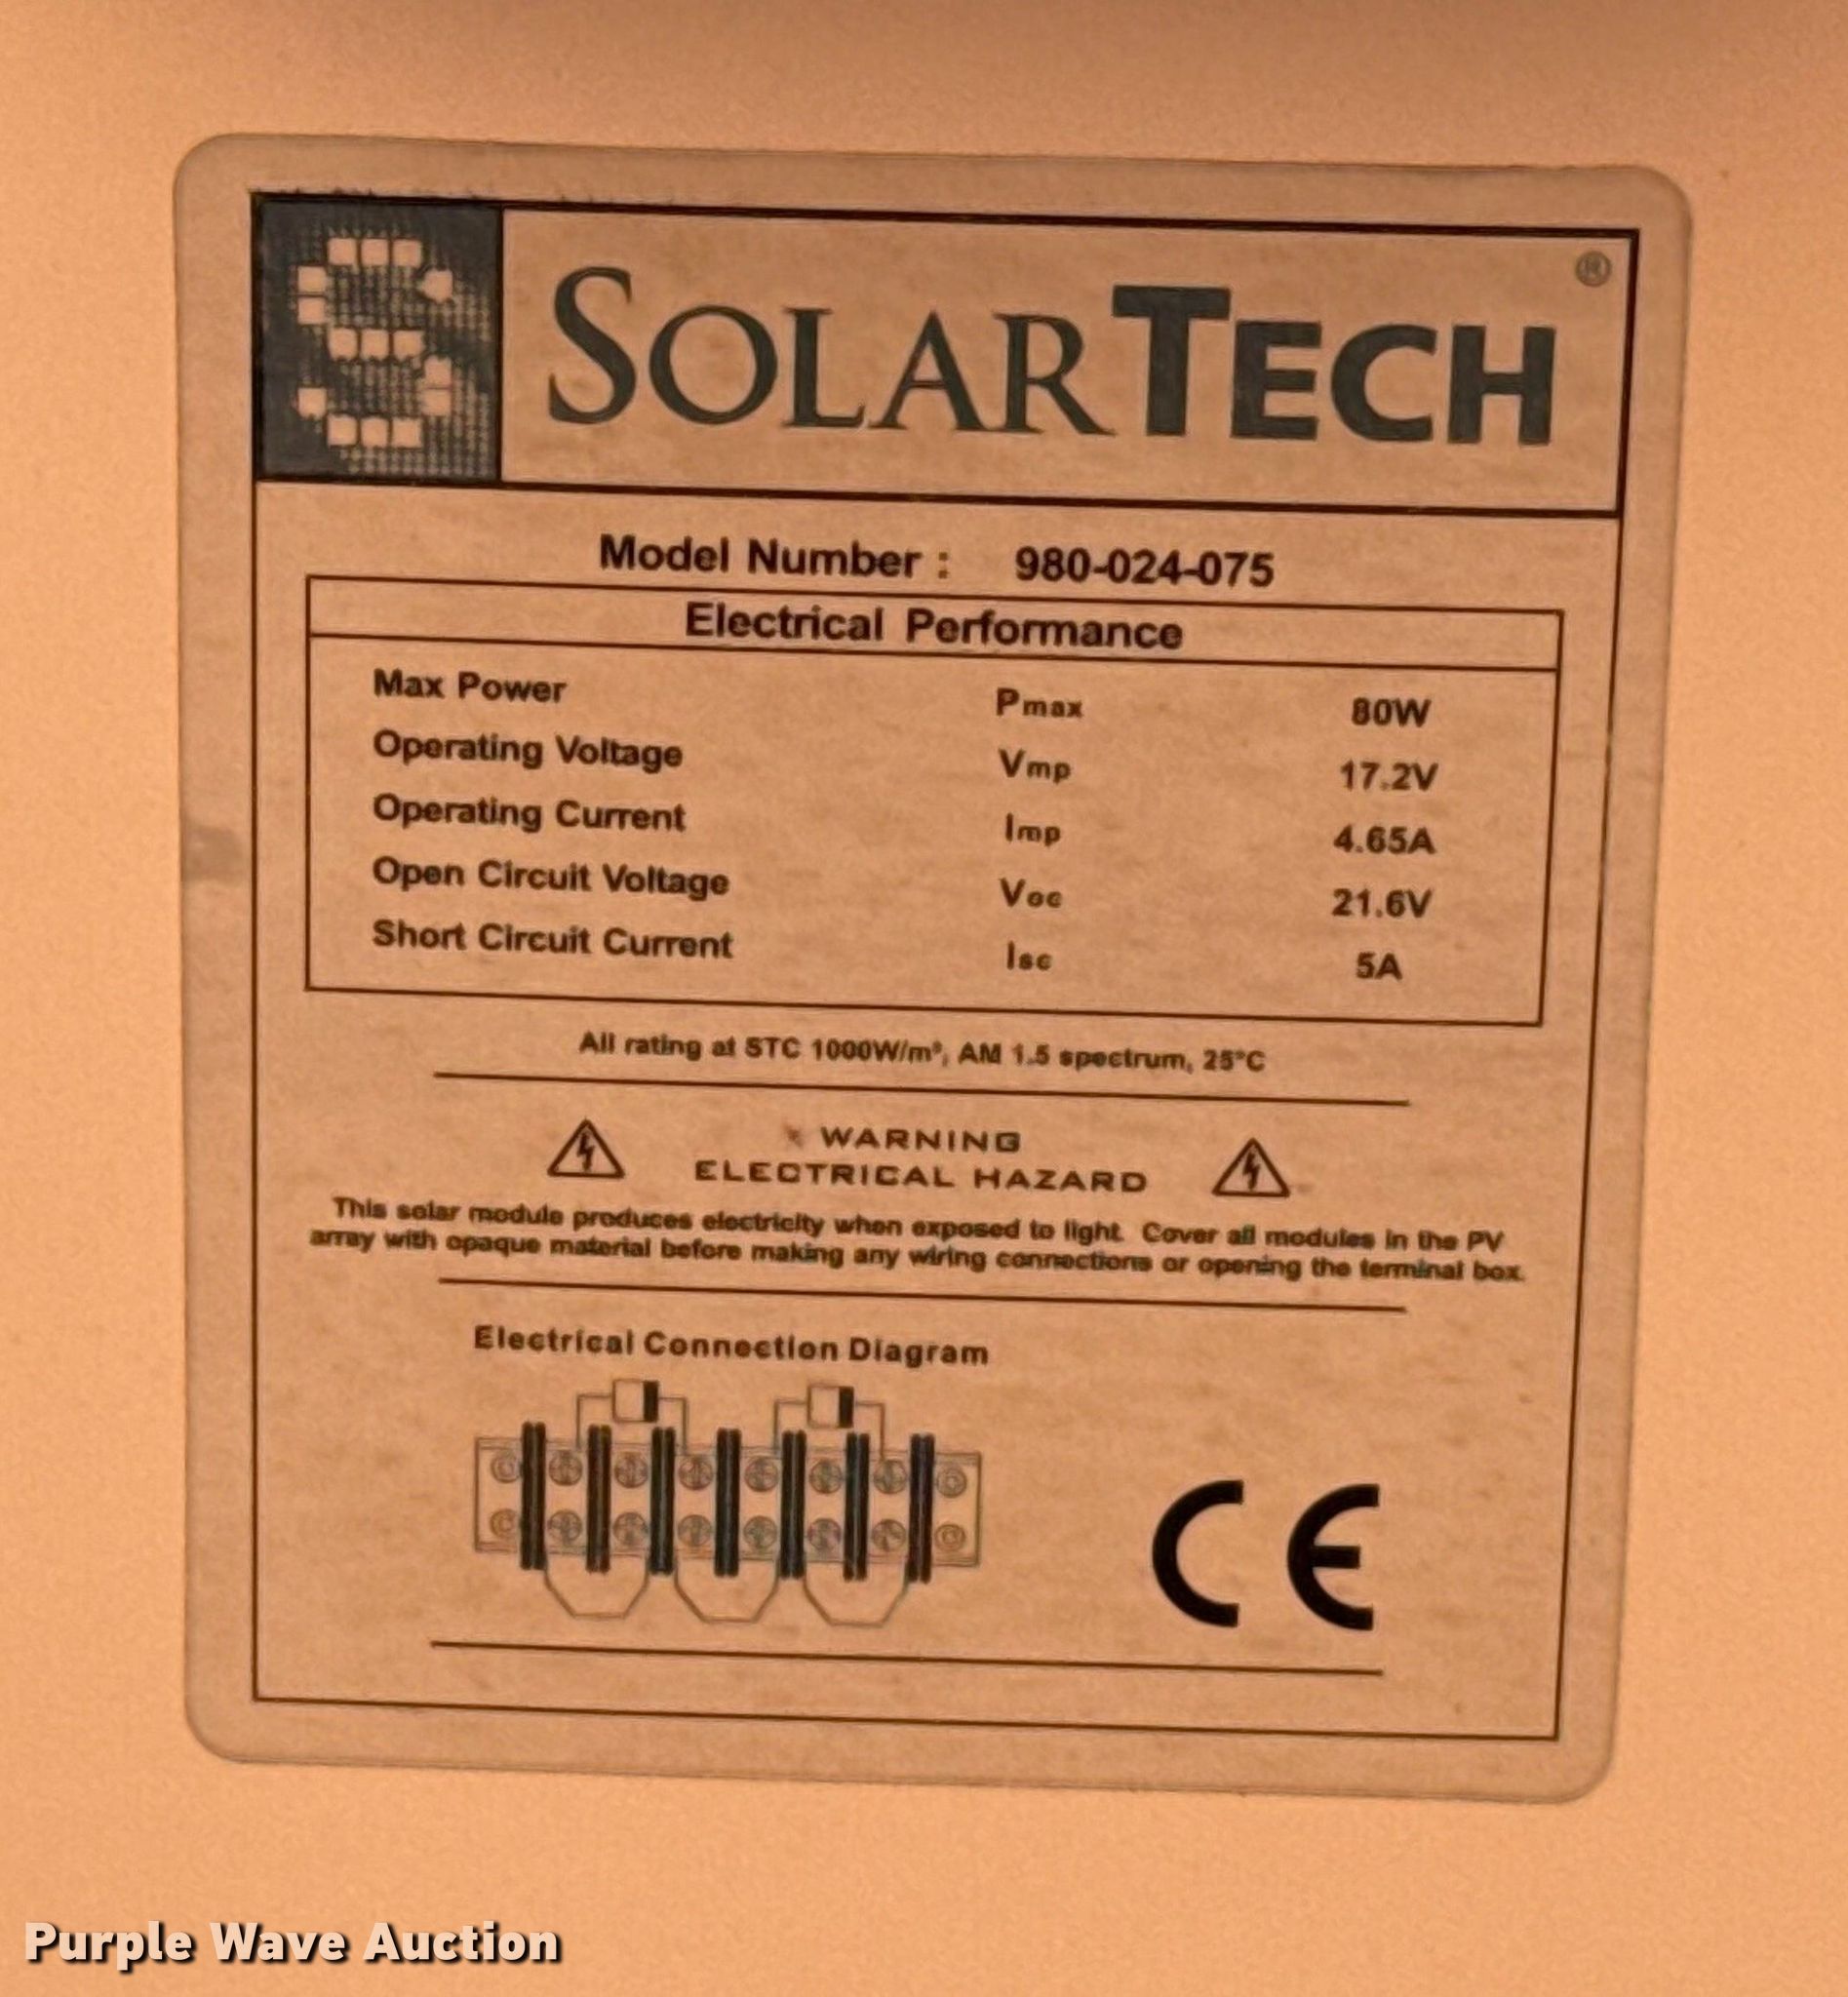 SOLARTECH ®
Model Number : 980-024-075
Electrical Performance
Max Power Pmax 80W
Operating Voltage Vmp 17.2V
Operating Current Imp 4.65A
Open Circuit Voltage Voc 21.6V
Short Circuit Current Isc 5A
All rating at STC 1000W/m², AM 1.5 spectrum, 25°C
WARNING
ELECTRICAL HAZARD
This solar module produces electricity when exposed to light. Cover all modules in the PV
array with opaque material before making any wiring connections or opening the terminal box.
Electrical Connection Diagram
CE
Purple Wave Auction